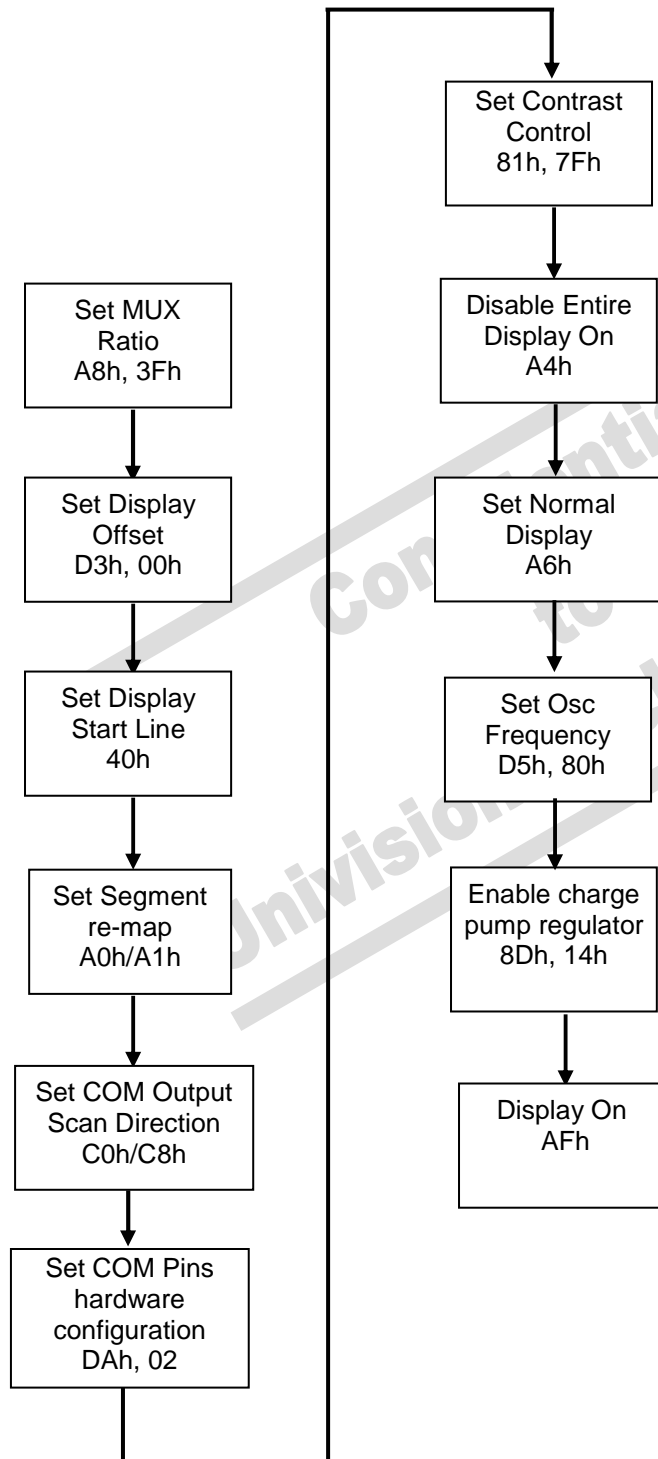 Set MUX
Ratio
A8h, 3Fh
Set Display
Offset
D3h, 00h
Set Display
Start Line
40h
Set Segment
re-map
A0h/A1h
Set COM Output
Scan Direction
C0h/C8h
Set COM Pins
hardware
configuration
DAh, 02
Set Contrast
Control
81h, 7Fh
Disable Entire
Display On
A4h
Set Normal
Display
A6h
Set Osc
Frequency
D5h, 80h
Enable charge
pump regulator
8Dh, 14h
Display On
AFh
to